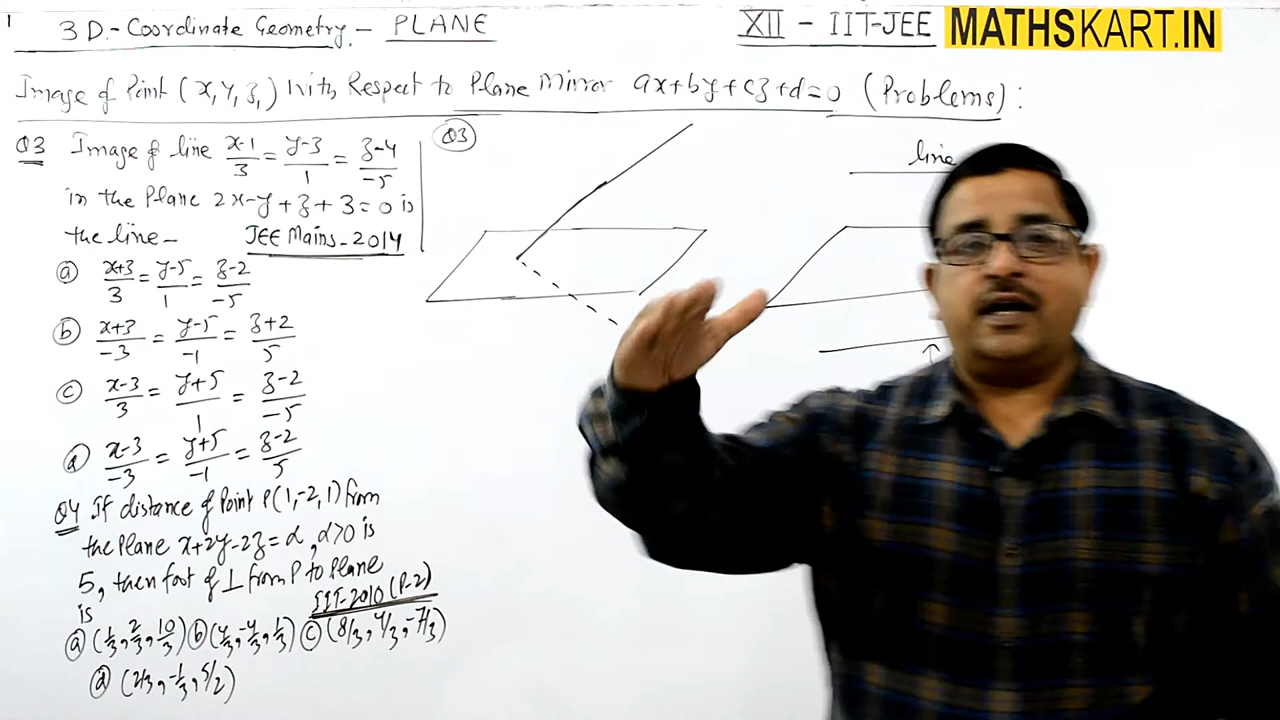 1
3D.-Coordinate Geometry.- PLANE
XII - IIT-JEE MATHSKART.IN
Image of Point (x, y, z,) With Respect to Plane Mirror ax+by+cz+d=0 (Problems):
Q3 Image of line x-1/3 = y-3/1 = z-4/-5
in the Plane 2x-y+z+3=0 is
the line- JEE Mains-2014
(a) x+3/3 = y-5/1 = z-2/-5
(b) x+3/-3 = y-5/-1 = z+2/5
(c) x-3/3 = y+5/1 = z-2/-5
(d) x-3/-3 = y+5/-1 = z-2/5
Q4 If distance of Point P(1,-2,1) from
the Plane x+2y-2z=α, α>0 is
5, then foot of ⊥ from P to Plane
is IIT-2010 (P-2)
(a) (1/3, 2/3, 10/3) (b) (4/3, -4/3, 1/3) (c) (8/3, 4/3, -7/3)
(d) (2/3, -1/3, 5/2)
Q3
line